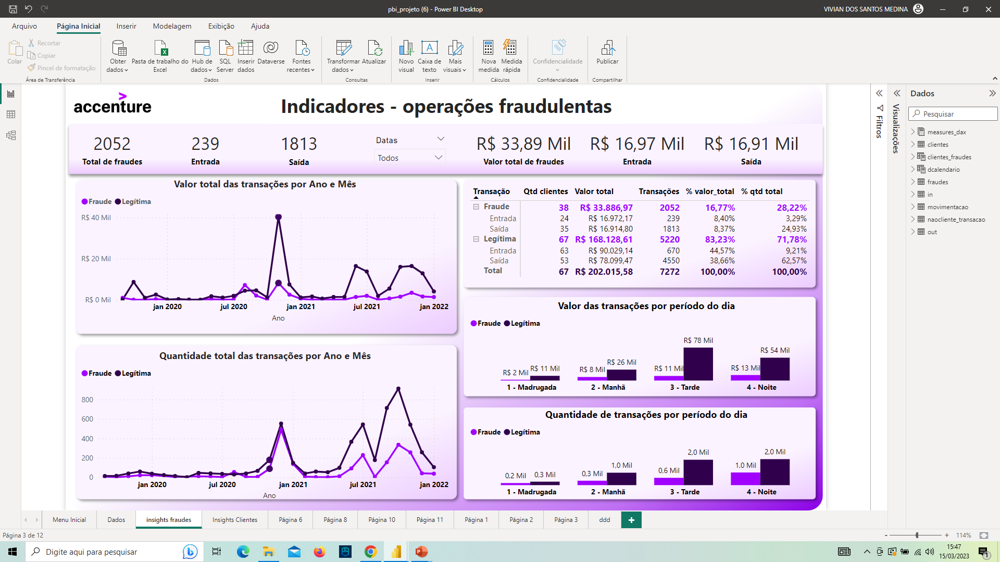 pbi_projeto (6) - Power BI Desktop
VIVIAN DOS SANTOS MEDINA
Arquivo
Página Inicial
Inserir
Modelagem
Exibição
Ajuda
Colar
Recortar
Copiar
Pincel de formatação
Área de Transferência
Obter dados
Pasta de trabalho do Excel
Hub de dados
SQL Server
Inserir dados
Dataverse
Fontes recentes
Dados
Transformar dados
Atualizar
Consultas
Novo visual
Caixa de texto
Mais visuais
Inserir
Nova medida
Medida rápida
Cálculos
Confidencialidade
Confidencialidade
Publicar
Compartilhar
accenture
Indicadores - operações fraudulentas
2052
Total de fraudes
239
Entrada
1813
Saída
Datas
Todos
R$ 33,89 Mil
Valor total de fraudes
R$ 16,97 Mil
Entrada
R$ 16,91 Mil
Saída
Valor total das transações por Ano e Mês
Fraude Legítima
R$ 40 Mil
R$ 20 Mil
R$ 0 Mil
jan 2020 jul 2020 jan 2021 jul 2021 jan 2022
Ano
Quantidade total das transações por Ano e Mês
Fraude Legítima
800
600
400
200
0
jan 2020 jul 2020 jan 2021 jul 2021 jan 2022
Ano
Transação Qtd clientes Valor total Transações % valor_total % qtd total
Fraude 38 R$ 33.886,97 2052 16,77% 28,22%
Entrada 24 R$ 16.972,17 239 8,40% 3,29%
Saída 35 R$ 16.914,80 1813 8,37% 24,93%
Legítima 67 R$ 168.128,61 5220 83,23% 71,78%
Entrada 63 R$ 90.029,14 670 44,57% 9,21%
Saída 53 R$ 78.099,47 4550 38,66% 62,57%
Total 67 R$ 202.015,58 7272 100,00% 100,00%
Valor das transações por período do dia
Fraude Legítima
R$ 2 Mil R$ 11 Mil R$ 8 Mil R$ 26 Mil R$ 11 Mil R$ 78 Mil R$ 13 Mil R$ 54 Mil
1 - Madrugada 2 - Manhã 3 - Tarde 4 - Noite
Quantidade de transações por período do dia
Fraude Legítima
0,2 Mil 0,3 Mil 0,3 Mil 1,0 Mil 0,6 Mil 2,0 Mil 1,0 Mil 2,0 Mil
1 - Madrugada 2 - Manhã 3 - Tarde 4 - Noite
Filtros
Visualizações
Dados
Pesquisar
measures_dax
clientes
clientes_fraudes
dcalendario
fraudes
in
movimentacao
naocliente_transacao
out
Menu Inicial
Dados
insights fraudes
Insights Clientes
Página 6
Página 8
Página 10
Página 11
Página 1
Página 2
Página 3
ddd
Página 3 de 12
- + 114%
Digite aqui para pesquisar
15:47
15/03/2023
1